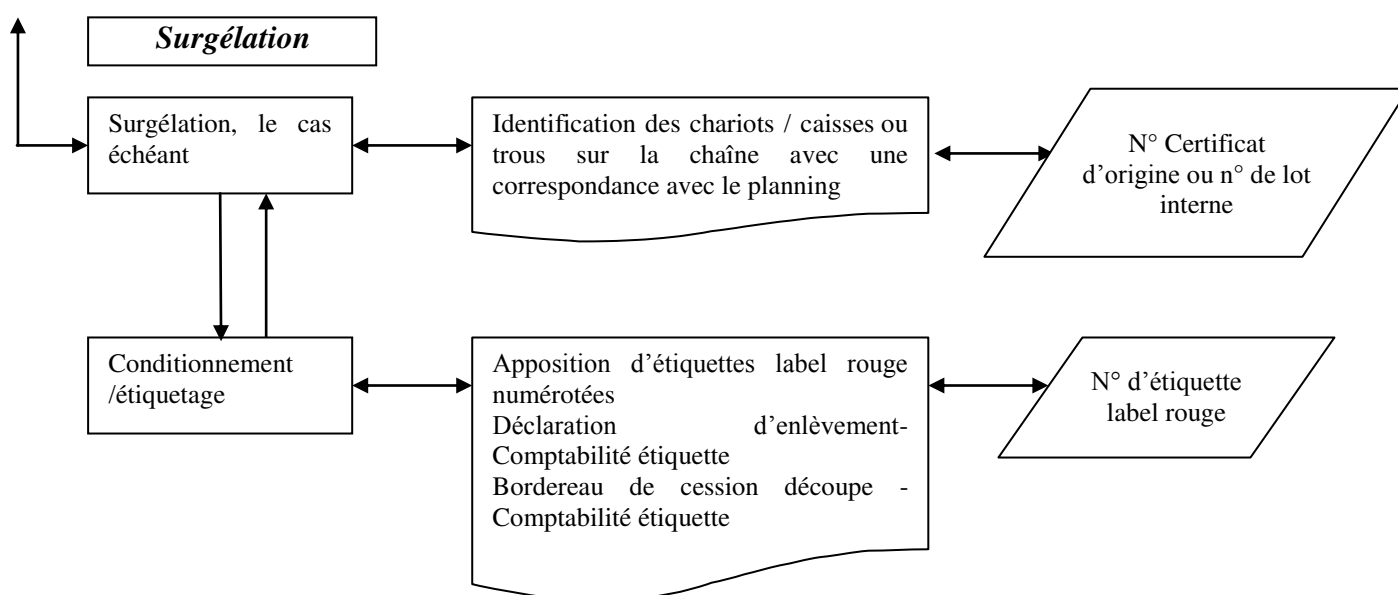 Surgélation
Surgélation, le cas
échéant
Identification des chariots / caisses ou
trous sur la chaîne avec une
correspondance avec le planning
N° Certificat
d’origine ou n° de lot
interne
Conditionnement
/étiquetage
Apposition d’étiquettes label rouge
numérotées
Déclaration d’enlèvement-
Comptabilité étiquette
Bordereau de cession découpe -
Comptabilité étiquette
N° d’étiquette
label rouge